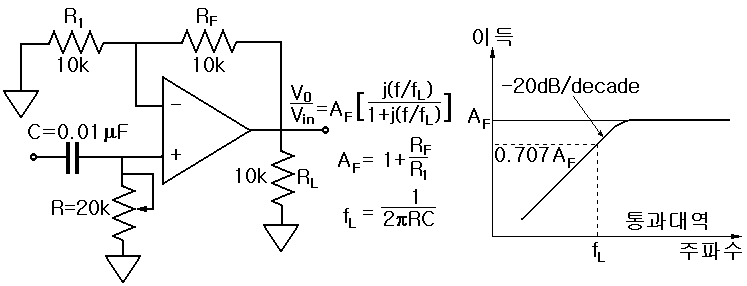 R1
10k
RF
10k
C=0.01μF
R=20k
−
+
10k
RL
V0/Vin=AF[j(f/fL)/1+j(f/fL)]
AF= 1+RF/R1
fL= 1/2πRC
이득
-20dB/decade
AF
0.707AF
통과대역
fL
주파수